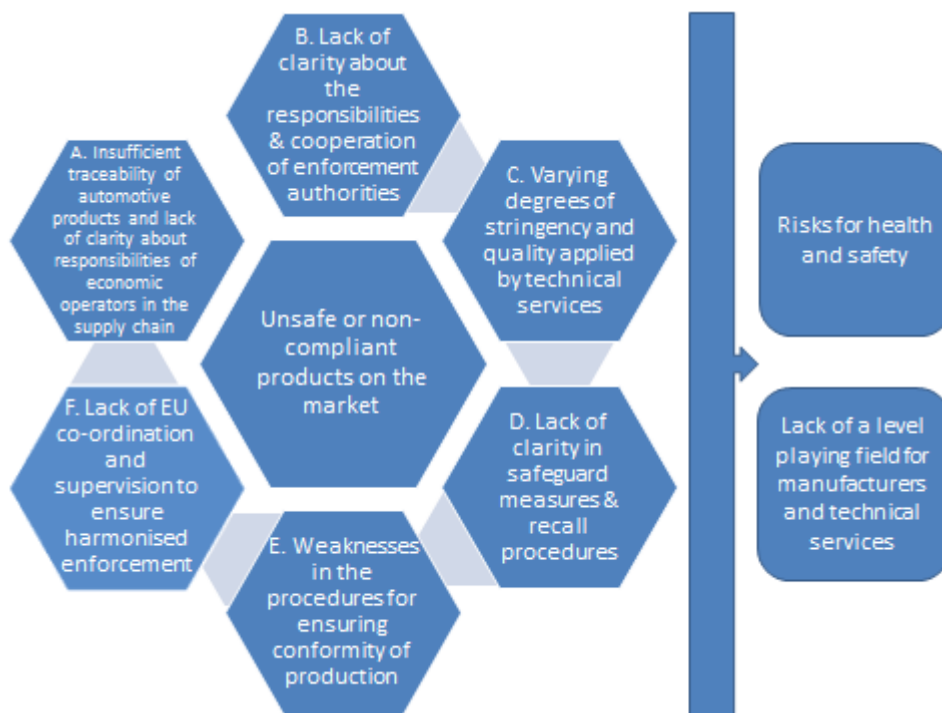 B. Lack of
clarity about
the
responsibilities
& cooperation
of enforcement
authorities
A. Insufficient
traceability of
automotive
products and lack
of clarity about
responsibilities of
economic
operators in the
supply chain
C. Varying
degrees of
stringency and
quality applied
by technical
services
Unsafe or non-
compliant
products on the
market
F. Lack of EU
co-ordination
and
supervision to
ensure
harmonised
enforcement
D. Lack of
clarity in
safeguard
measures &
recall
procedures
E. Weaknesses
in the
procedures for
ensuring
conformity of
production
Risks for health
and safety
Lack of a level
playing field for
manufacturers
and technical
services